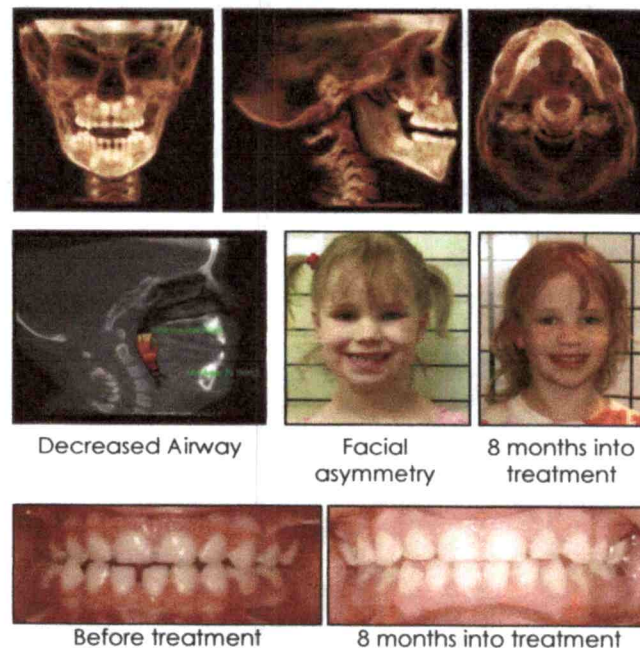 Decreased Airway
Facial
asymmetry
8 months into
treatment
Before treatment
8 months into treatment